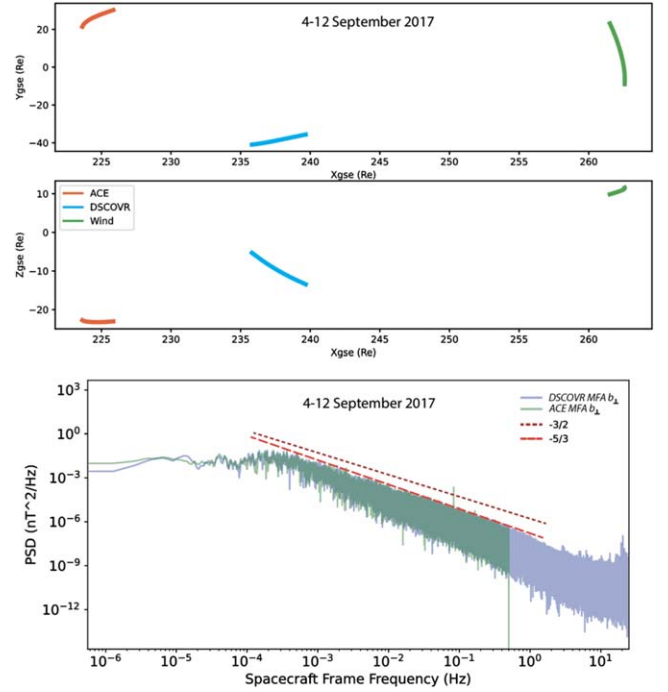 4-12 September 2017
Ygse (Re)
20
0
−20
−40
225 230 235 240 245 250 255 260
Xgse (Re)
Zgse (Re)
10
0
−10
−20
ACE
DSCOVR
Wind
225 230 235 240 245 250 255 260
Xgse (Re)
4-12 September 2017
DSCOVR MFA b⊥
ACE MFA b⊥
-3/2
-5/3
PSD (nT^2/Hz)
10³
10⁰
10⁻³
10⁻⁶
10⁻⁹
10⁻¹²
10⁻⁶ 10⁻⁵ 10⁻⁴ 10⁻³ 10⁻² 10⁻¹ 10⁰ 10¹
Spacecraft Frame Frequency (Hz)